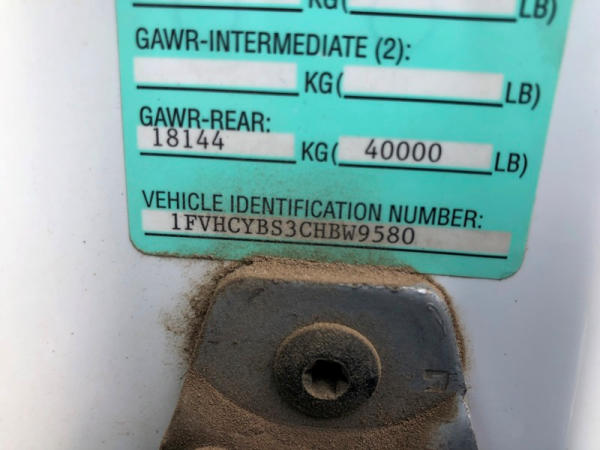 KG( LB)
GAWR-INTERMEDIATE (2):
KG( LB)
GAWR-REAR:
18144 KG( 40000 LB)
VEHICLE IDENTIFICATION NUMBER:
1FVHCYBS3CHBW9580